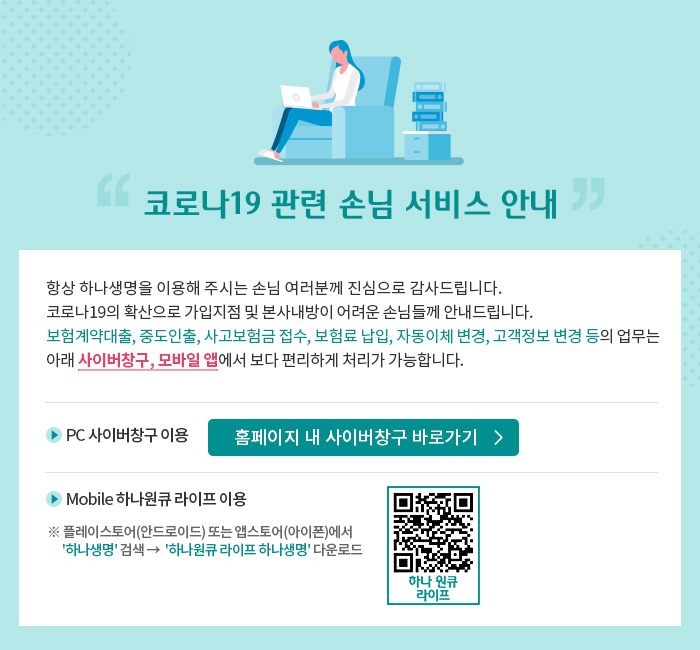 “ 코로나19 관련 손님 서비스 안내 ”
항상 하나생명을 이용해 주시는 손님 여러분께 진심으로 감사드립니다.
코로나19의 확산으로 가입지점 및 본사내방이 어려운 손님들께 안내드립니다.
보험계약대출, 중도인출, 사고보험금 접수, 보험료 납입, 자동이체 변경, 고객정보 변경 등의 업무는
아래 사이버창구, 모바일 앱에서 보다 편리하게 처리가 가능합니다.
PC 사이버창구 이용
홈페이지 내 사이버창구 바로가기 >
Mobile 하나원큐 라이프 이용
※ 플레이스토어(안드로이드) 또는 앱스토어(아이폰)에서
'하나생명' 검색 → '하나원큐 라이프 하나생명' 다운로드
하나 원큐
라이프